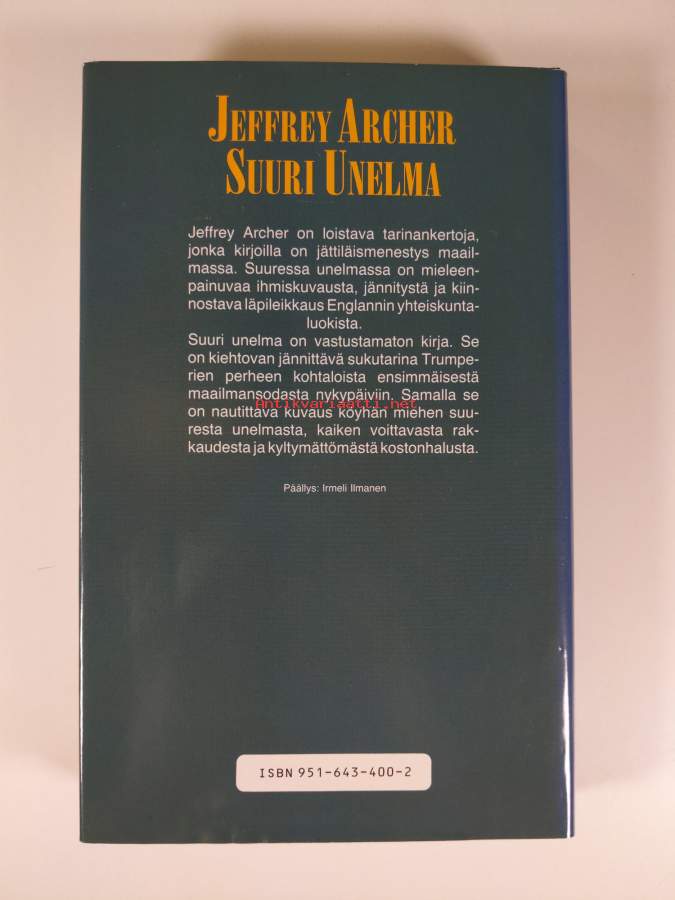 JEFFREY ARCHER
SUURI UNELMA
Jeffrey Archer on loistava tarinankertoja,
jonka kirjoilla on jättiläismenestys maail-
massa. Suuressa unelmassa on mieleen-
painuvaa ihmiskuvausta, jännitystä ja kiin-
nostava läpileikkaus Englannin yhteiskunta-
luokista.
Suuri unelma on vastustamaton kirja. Se
on kiehtovan jännittävä sukutarina Trumpe-
rien perheen kohtaloista ensimmäisestä
maailmansodasta nykypäiviin. Samalla se
Antikvariaatti.net
on nautittava kuvaus köyhän miehen suu-
resta unelmasta, kaiken voittavasta rak-
kaudesta ja kyltymättömästä kostonhalusta.
Päällys: Irmeli Ilmanen
ISBN 951-643-400-2